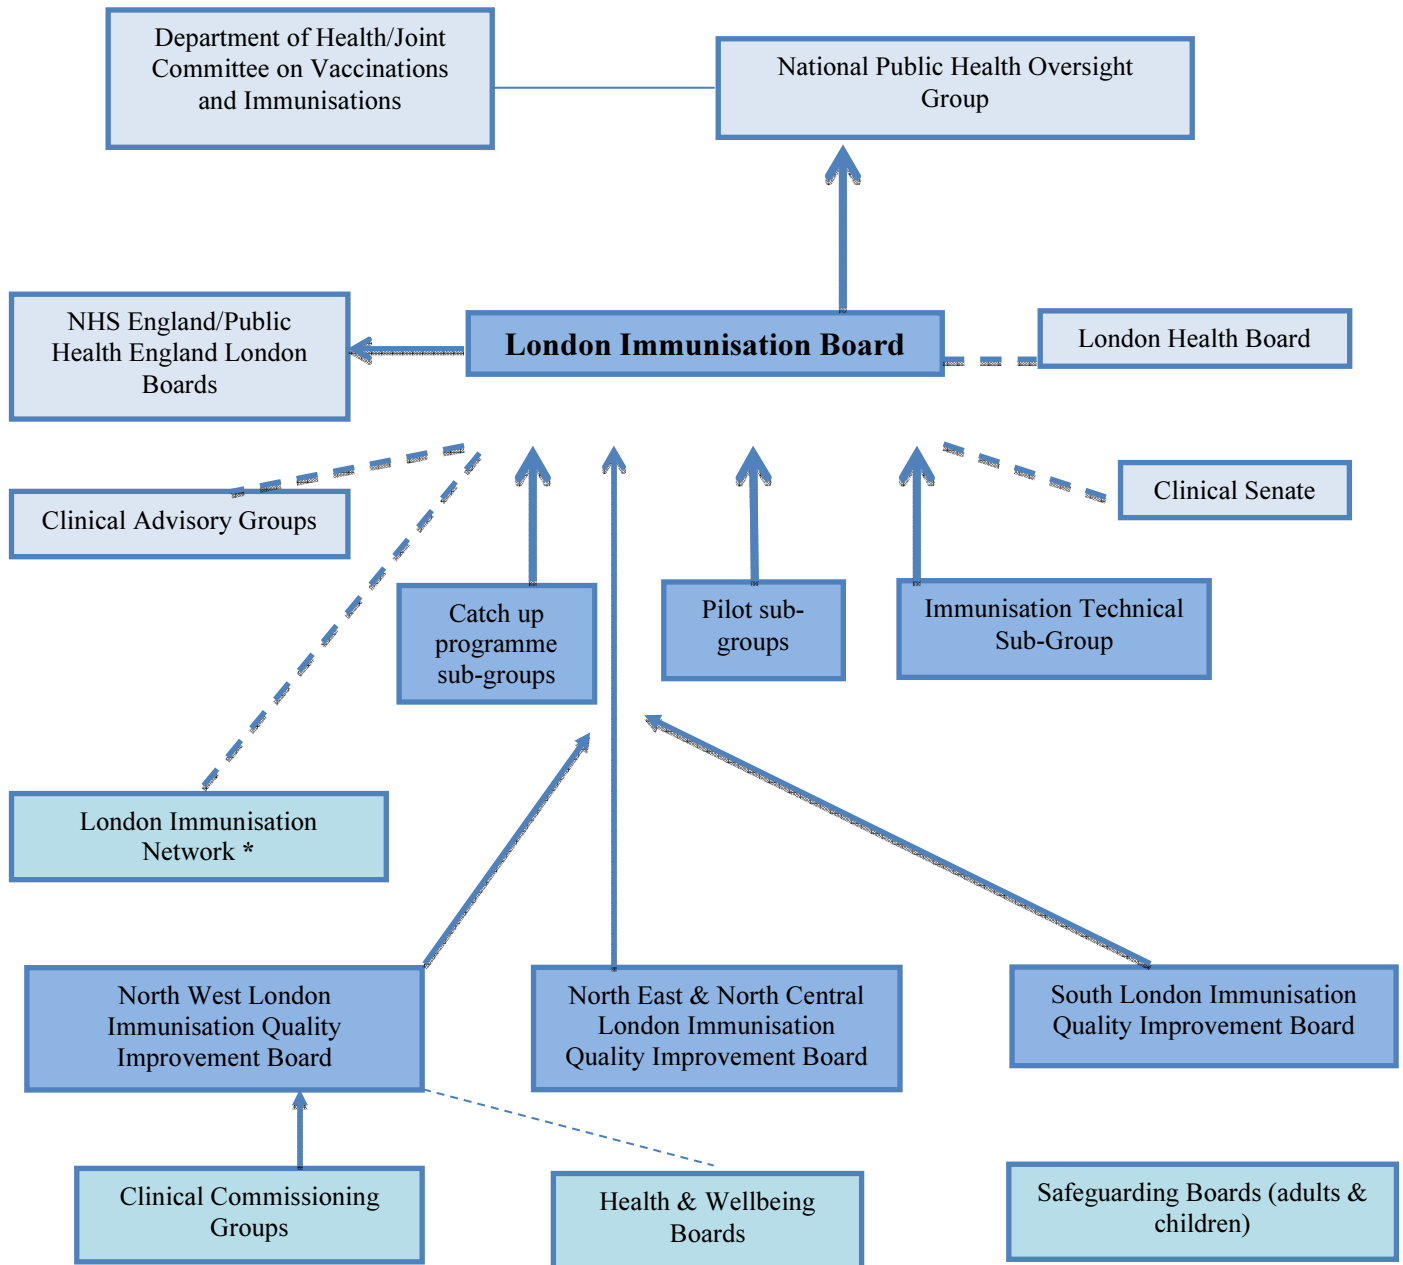 Department of Health/Joint
Committee on Vaccinations
and Immunisations
National Public Health Oversight
Group
NHS England/Public
Health England London
Boards
London Immunisation Board
London Health Board
Clinical Advisory Groups
Clinical Senate
Catch up
programme
sub-groups
Pilot sub-
groups
Immunisation Technical
Sub-Group
London Immunisation
Network *
North West London
Immunisation Quality
Improvement Board
North East & North Central
London Immunisation
Quality Improvement Board
South London Immunisation
Quality Improvement Board
Clinical Commissioning
Groups
Health & Wellbeing
Boards
Safeguarding Boards (adults &
children)